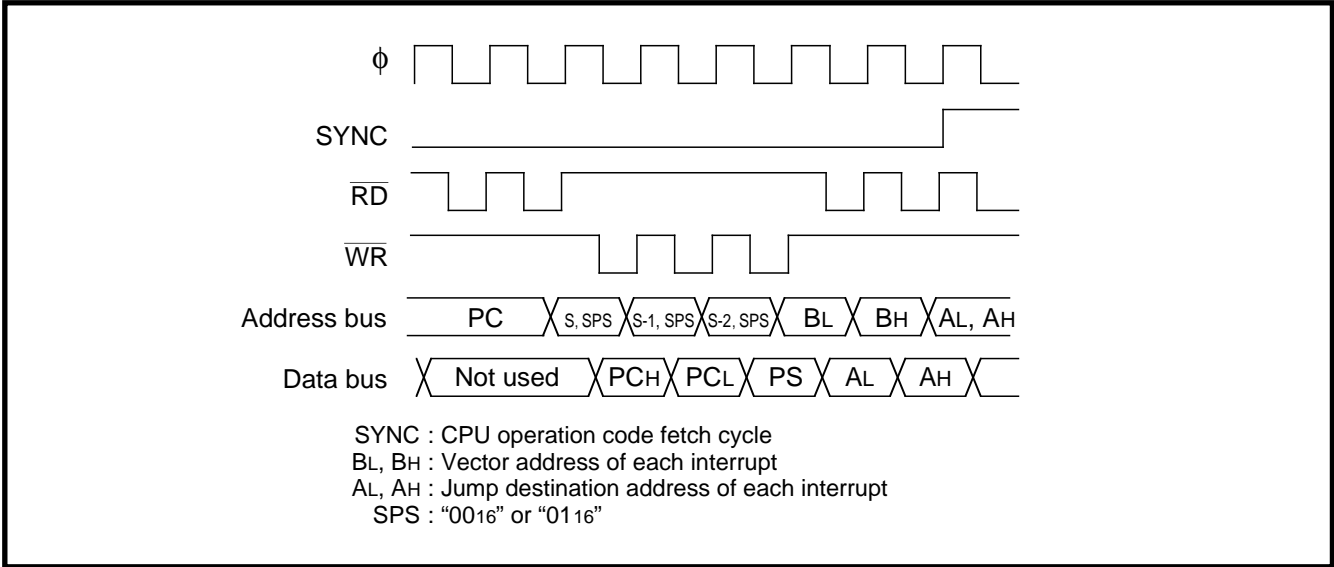 ϕ
SYNC
RD
WR
Address bus PC S, SPS S-1, SPS S-2, SPS BL BH AL, AH
Data bus Not used PCH PCL PS AL AH
SYNC : CPU operation code fetch cycle
BL, BH : Vector address of each interrupt
AL, AH : Jump destination address of each interrupt
SPS : “0016” or “0116”